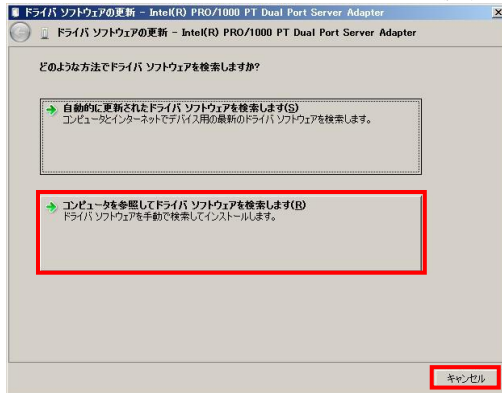 ドライバ ソフトウェアの更新 - Intel(R) PRO/1000 PT Dual Port Server Adapter
ドライバ ソフトウェアの更新 - Intel(R) PRO/1000 PT Dual Port Server Adapter
どのような方法でドライバ ソフトウェアを検索しますか?
自動的に更新されたドライバ ソフトウェアを検索します(S)
コンピュータとインターネットでデバイス用の最新のドライバ ソフトウェアを検索します。
コンピュータを参照してドライバ ソフトウェアを検索します(R)
ドライバ ソフトウェアを手動で検索してインストールします。
キャンセル